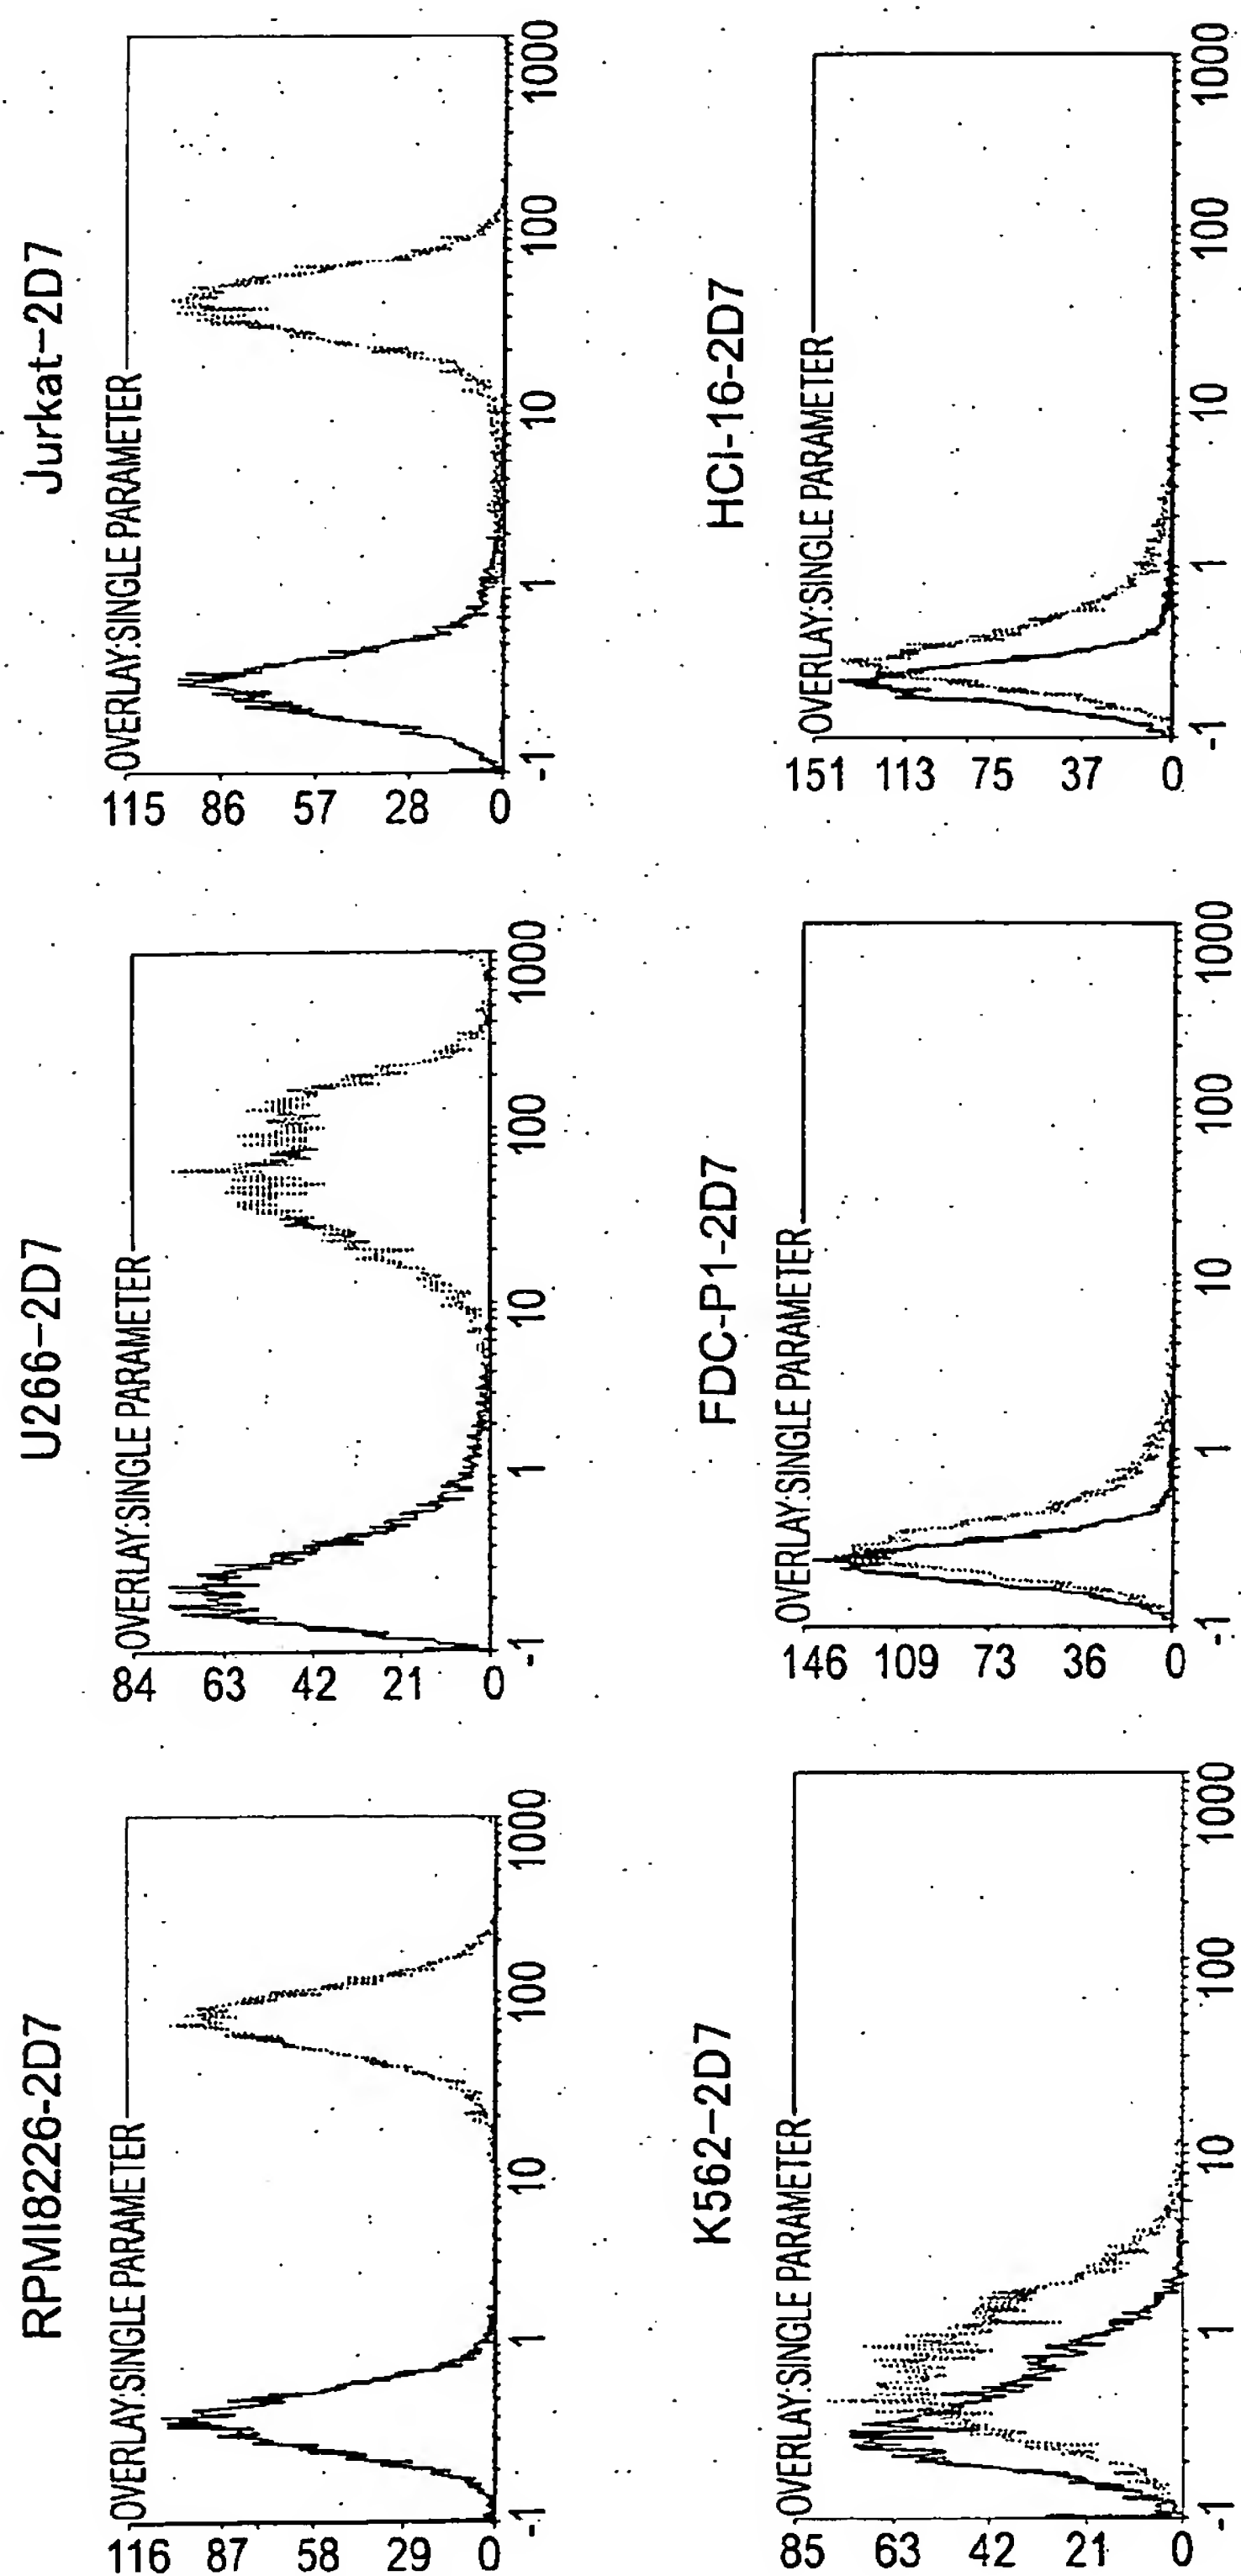 RPMI8226-2D7
OVERLAY:SINGLE PARAMETER
116
87
58
29
0
.1 1 10 100 1000
U266-2D7
OVERLAY:SINGLE PARAMETER
84
63
42
21
0
.1 1 10 100 1000
Jurkat-2D7
OVERLAY:SINGLE PARAMETER
115
86
57
28
0
.1 1 10 100 1000
K562-2D7
OVERLAY:SINGLE PARAMETER
85
63
42
21
0
.1 1 10 100 1000
FDC-P1-2D7
OVERLAY:SINGLE PARAMETER
146
109
73
36
0
.1 1 10 100 1000
HCI-16-2D7
OVERLAY:SINGLE PARAMETER
151
113
75
37
0
.1 1 10 100 1000